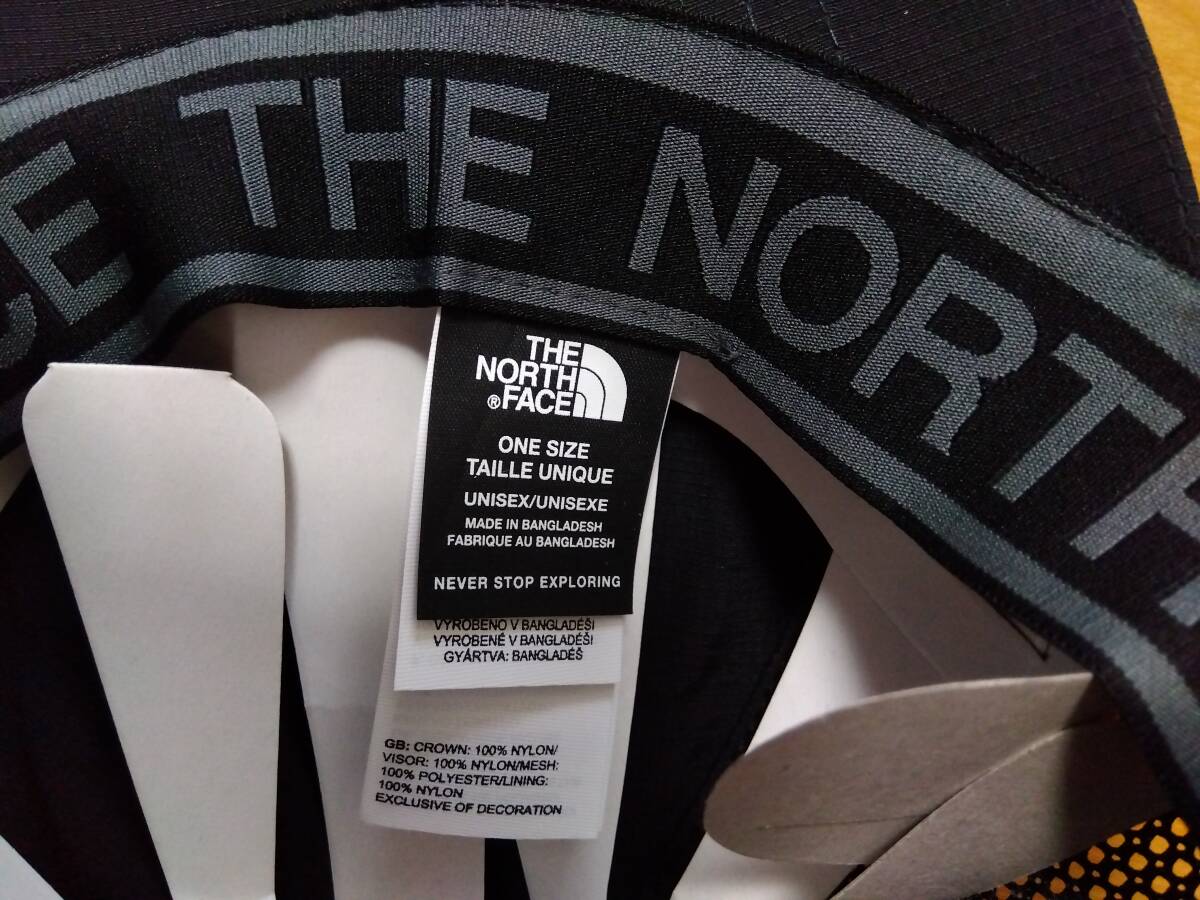 CE THE NORTH
THE
NORTH
® FACE
ONE SIZE
TAILLE UNIQUE
UNISEX/UNISEXE
MADE IN BANGLADESH
FABRIQUE AU BANGLADESH
NEVER STOP EXPLORING
VYROBENO V BANGLADÉŠI
VYROBENÉ V BANGLADÉŠI
GYÁRTVA: BANGLADÉŠ
GB: CROWN: 100% NYLON/
VISOR: 100% NYLON/MESH:
100% POLYESTER/LINING:
100% NYLON
EXCLUSIVE OF DECORATION